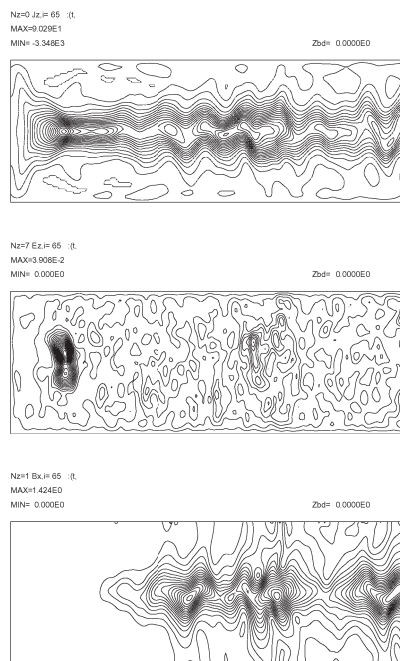 Nz=0 Jz,i= 65 :(t,
MAX=9.029E1
MIN= -3.348E3 Zbd= 0.0000E0
Nz=7 Ez,i= 65 :(t,
MAX=3.908E-2
MIN= 0.000E0 Zbd= 0.0000E0
Nz=1 Bx,i= 65 :(t,
MAX=1.424E0
MIN= 0.000E0 Zbd= 0.0000E0